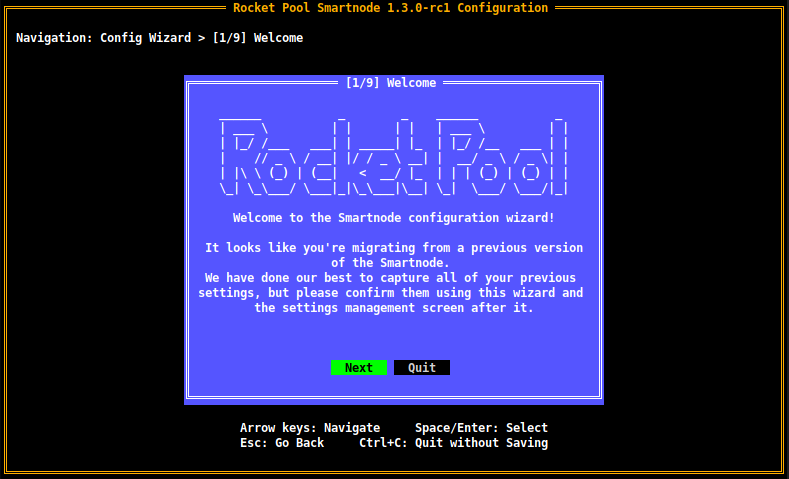 Rocket Pool Smartnode 1.3.0-rc1 Configuration
Navigation: Config Wizard > [1/9] Welcome
[1/9] Welcome
Rocket Pool
Welcome to the Smartnode configuration wizard!
It looks like you're migrating from a previous version
of the Smartnode.
We have done our best to capture all of your previous
settings, but please confirm them using this wizard and
the settings management screen after it.
Next Quit
Arrow keys: Navigate Space/Enter: Select
Esc: Go Back Ctrl+C: Quit without Saving